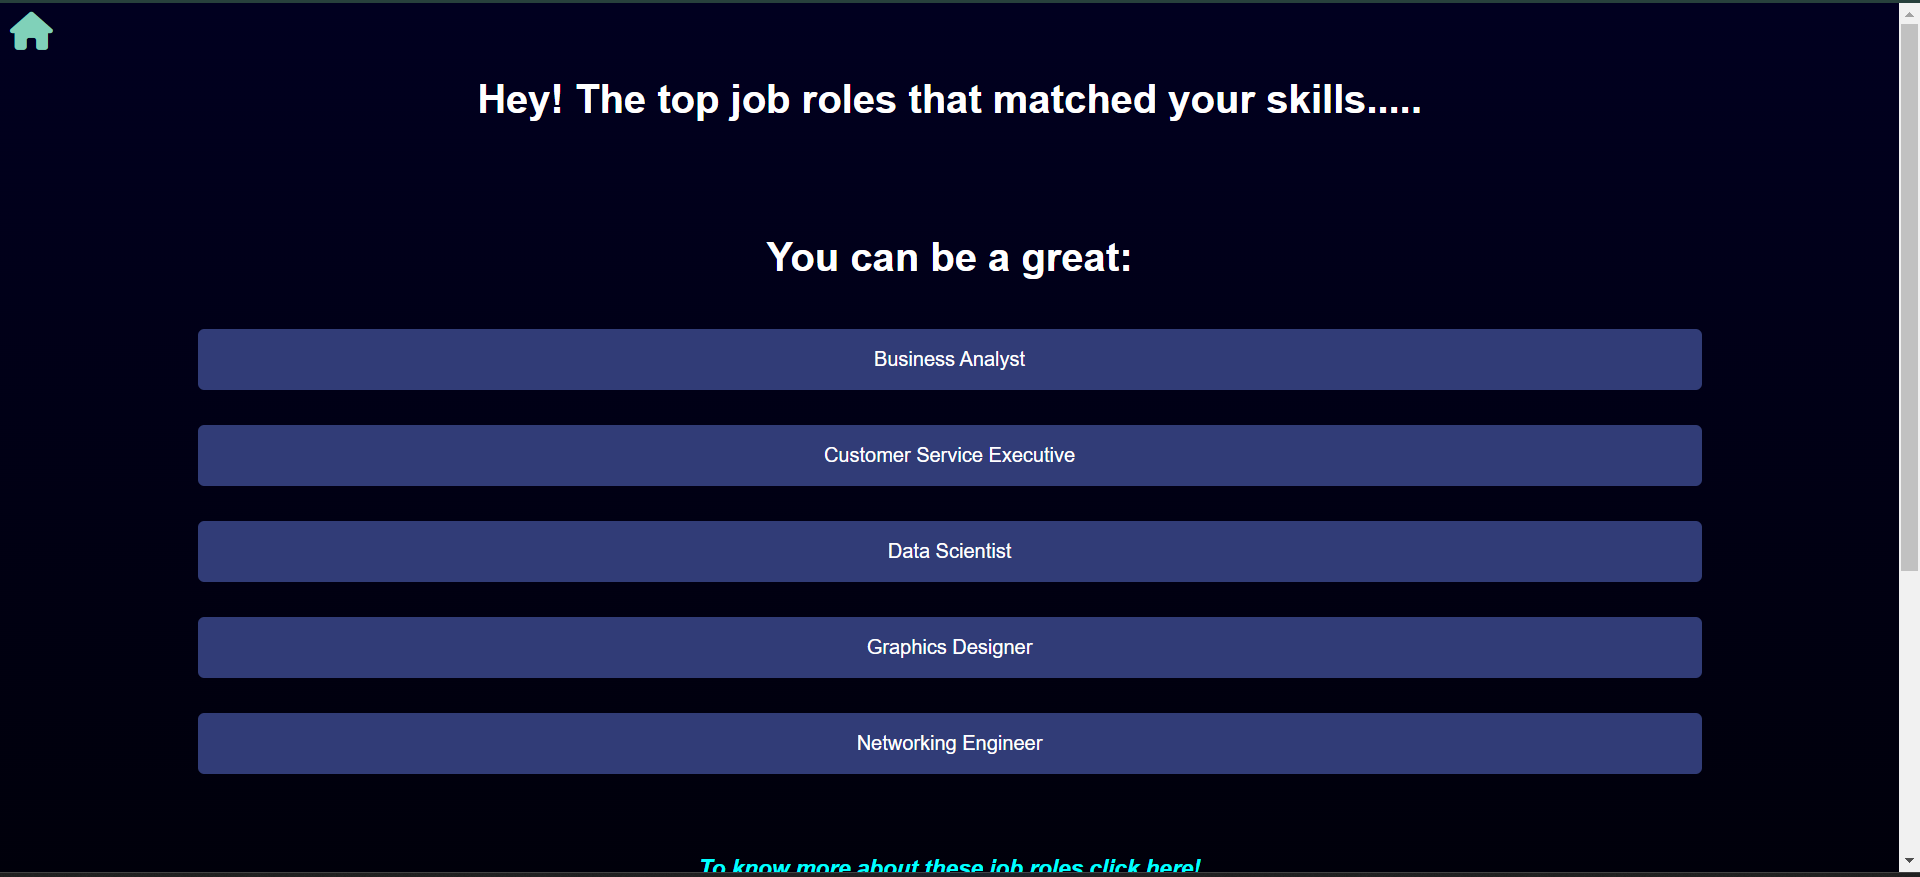 Hey! The top job roles that matched your skills.....
You can be a great:
Business Analyst
Customer Service Executive
Data Scientist
Graphics Designer
Networking Engineer
To know more about these job roles click here!